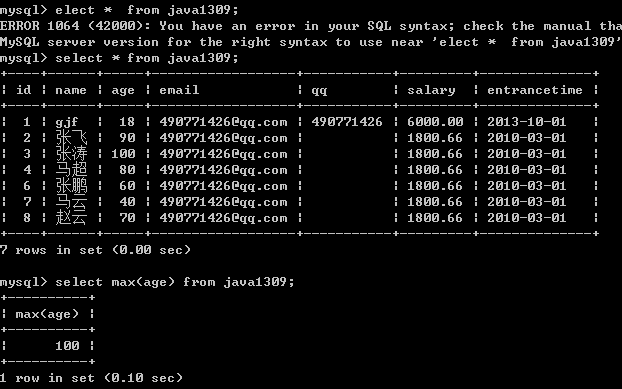 mysql> elect *  from java1309;
ERROR 1064 (42000): You have an error in your SQL syntax; check the manual tha
MySQL server version for the right syntax to use near 'elect *  from java1309'
mysql> select * from java1309;
+----+------+-----+------------------+-----------+---------+--------------+
| id | name | age | email            | qq        | salary  | entrancetime |
+----+------+-----+------------------+-----------+---------+--------------+
|  1 | gjf  |  18 | 490771426@qq.com | 490771426 | 6000.00 | 2013-10-01   |
|  2 | 张飞 |  90 | 490771426@qq.com |           | 1800.66 | 2010-03-01   |
|  3 | 张涛 | 100 | 490771426@qq.com |           | 1800.66 | 2010-03-01   |
|  4 | 马超 |  80 | 490771426@qq.com |           | 1800.66 | 2010-03-01   |
|  6 | 张鹏 |  60 | 490771426@qq.com |           | 1800.66 | 2010-03-01   |
|  7 | 马云 |  40 | 490771426@qq.com |           | 1800.66 | 2010-03-01   |
|  8 | 赵云 |  70 | 490771426@qq.com |           | 1800.66 | 2010-03-01   |
+----+------+-----+------------------+-----------+---------+--------------+
7 rows in set (0.00 sec)
mysql> select max(age) from java1309;
+----------+
| max(age) |
+----------+
|      100 |
+----------+
1 row in set (0.10 sec)